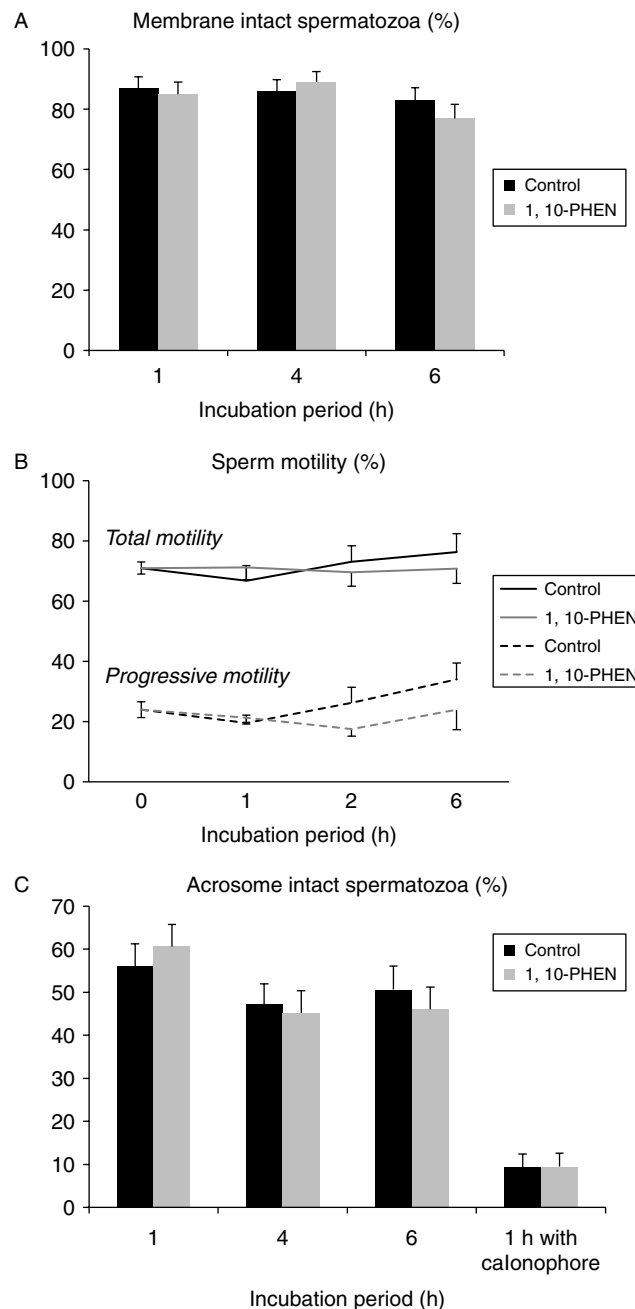 A Membrane intact spermatozoa (%)
100
80
60
40
20
0
1 4 6
Incubation period (h)
Control
1, 10-PHEN
B Sperm motility (%)
100
80
60
40
20
0
Total motility
Progressive motility
0 1 2 6
Incubation period (h)
Control
1, 10-PHEN
Control
1, 10-PHEN
C Acrosome intact spermatozoa (%)
70
60
50
40
30
20
10
0
1 4 6 1 h with
calonophore
Incubation period (h)
Control
1, 10-PHEN